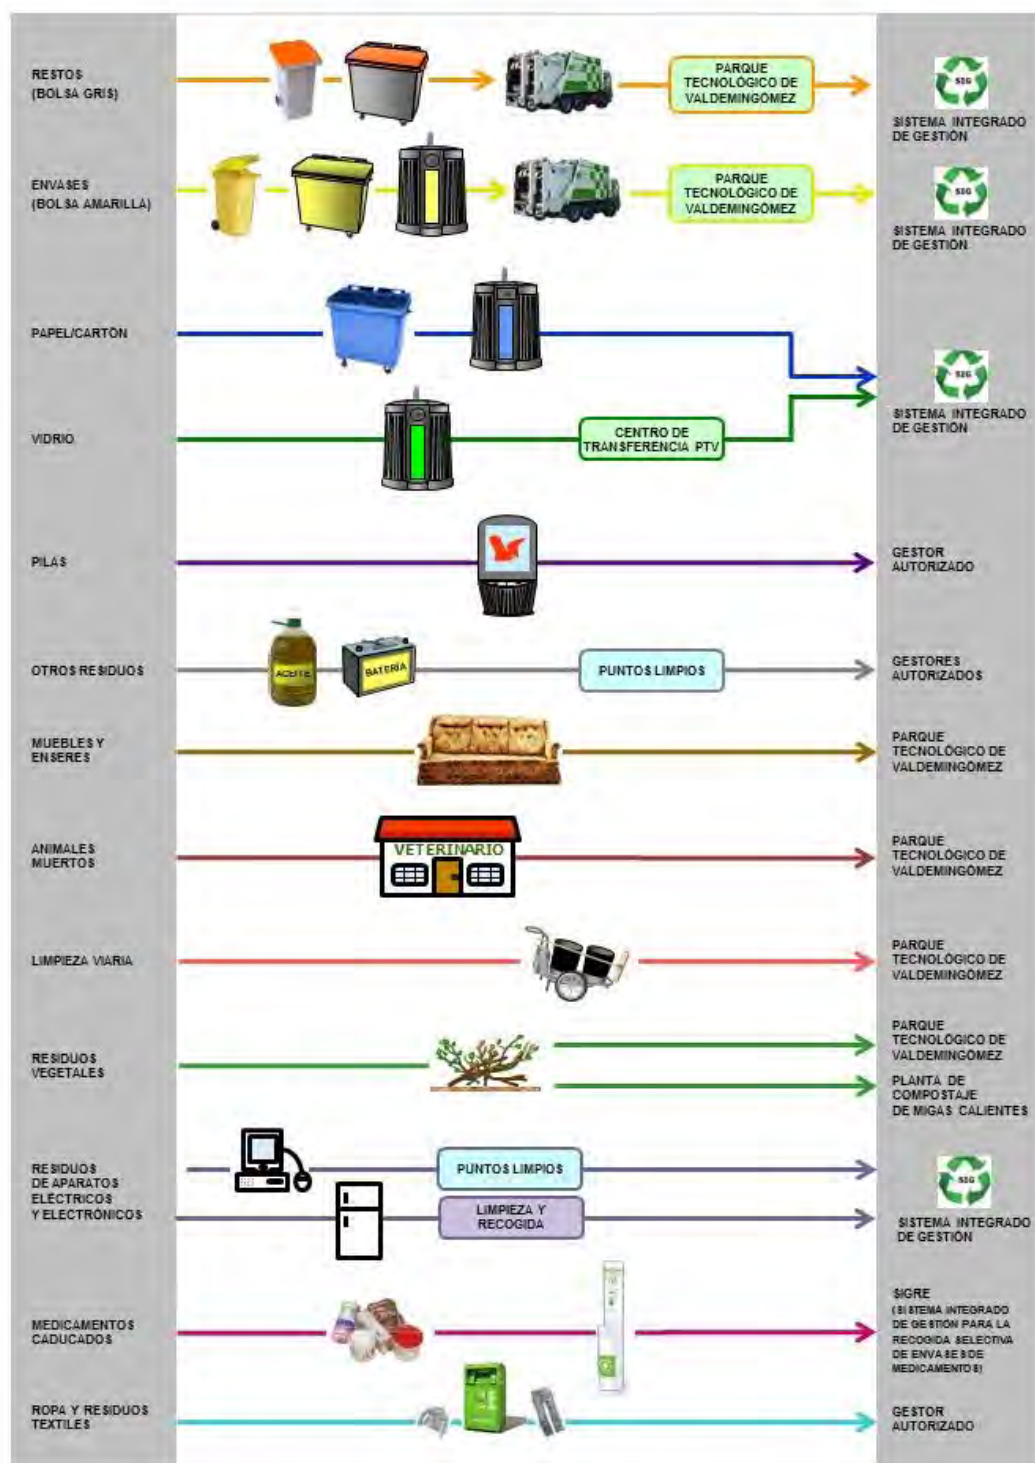 RESTOS
(BOLSA GRIS)
PARQUE
TECNOLÓGICO DE
VALDEMINGÓMEZ
SIG
SISTEMA INTEGRADO
DE GESTIÓN
ENVASES
(BOLSA AMARILLA)
PARQUE
TECNOLÓGICO DE
VALDEMINGÓMEZ
SIG
SISTEMA INTEGRADO
DE GESTIÓN
PAPEL/CARTÓN
SIG
SISTEMA INTEGRADO
DE GESTIÓN
VIDRIO
CENTRO DE
TRANSFERENCIA PTV
PILAS
GESTOR
AUTORIZADO
OTROS RESIDUOS
ACEITE
BATERÍA
PUNTOS LIMPIOS
GESTORES
AUTORIZADOS
MUEBLES Y
ENSERES
PARQUE
TECNOLÓGICO DE
VALDEMINGÓMEZ
ANIMALES
MUERTOS
VETERINARIO
PARQUE
TECNOLÓGICO DE
VALDEMINGÓMEZ
LIMPIEZA VIARIA
PARQUE
TECNOLÓGICO DE
VALDEMINGÓMEZ
RESIDUOS
VEGETALES
PARQUE
TECNOLÓGICO DE
VALDEMINGÓMEZ
PLANTA DE
COMPOSTAJE
DE MIGAS CALIENTES
RESIDUOS
DE APARATOS
ELÉCTRICOS
Y ELECTRÓNICOS
PUNTOS LIMPIOS
LIMPIEZA Y
RECOGIDA
SIG
SISTEMA INTEGRADO
DE GESTIÓN
MEDICAMENTOS
CADUCADOS
SIGRE
(SISTEMA INTEGRADO
DE GESTIÓN PARA LA
RECOGIDA SELECTIVA
DE ENVASES DE
MEDICAMENTOS)
ROPA Y RESIDUOS
TEXTILES
GESTOR
AUTORIZADO